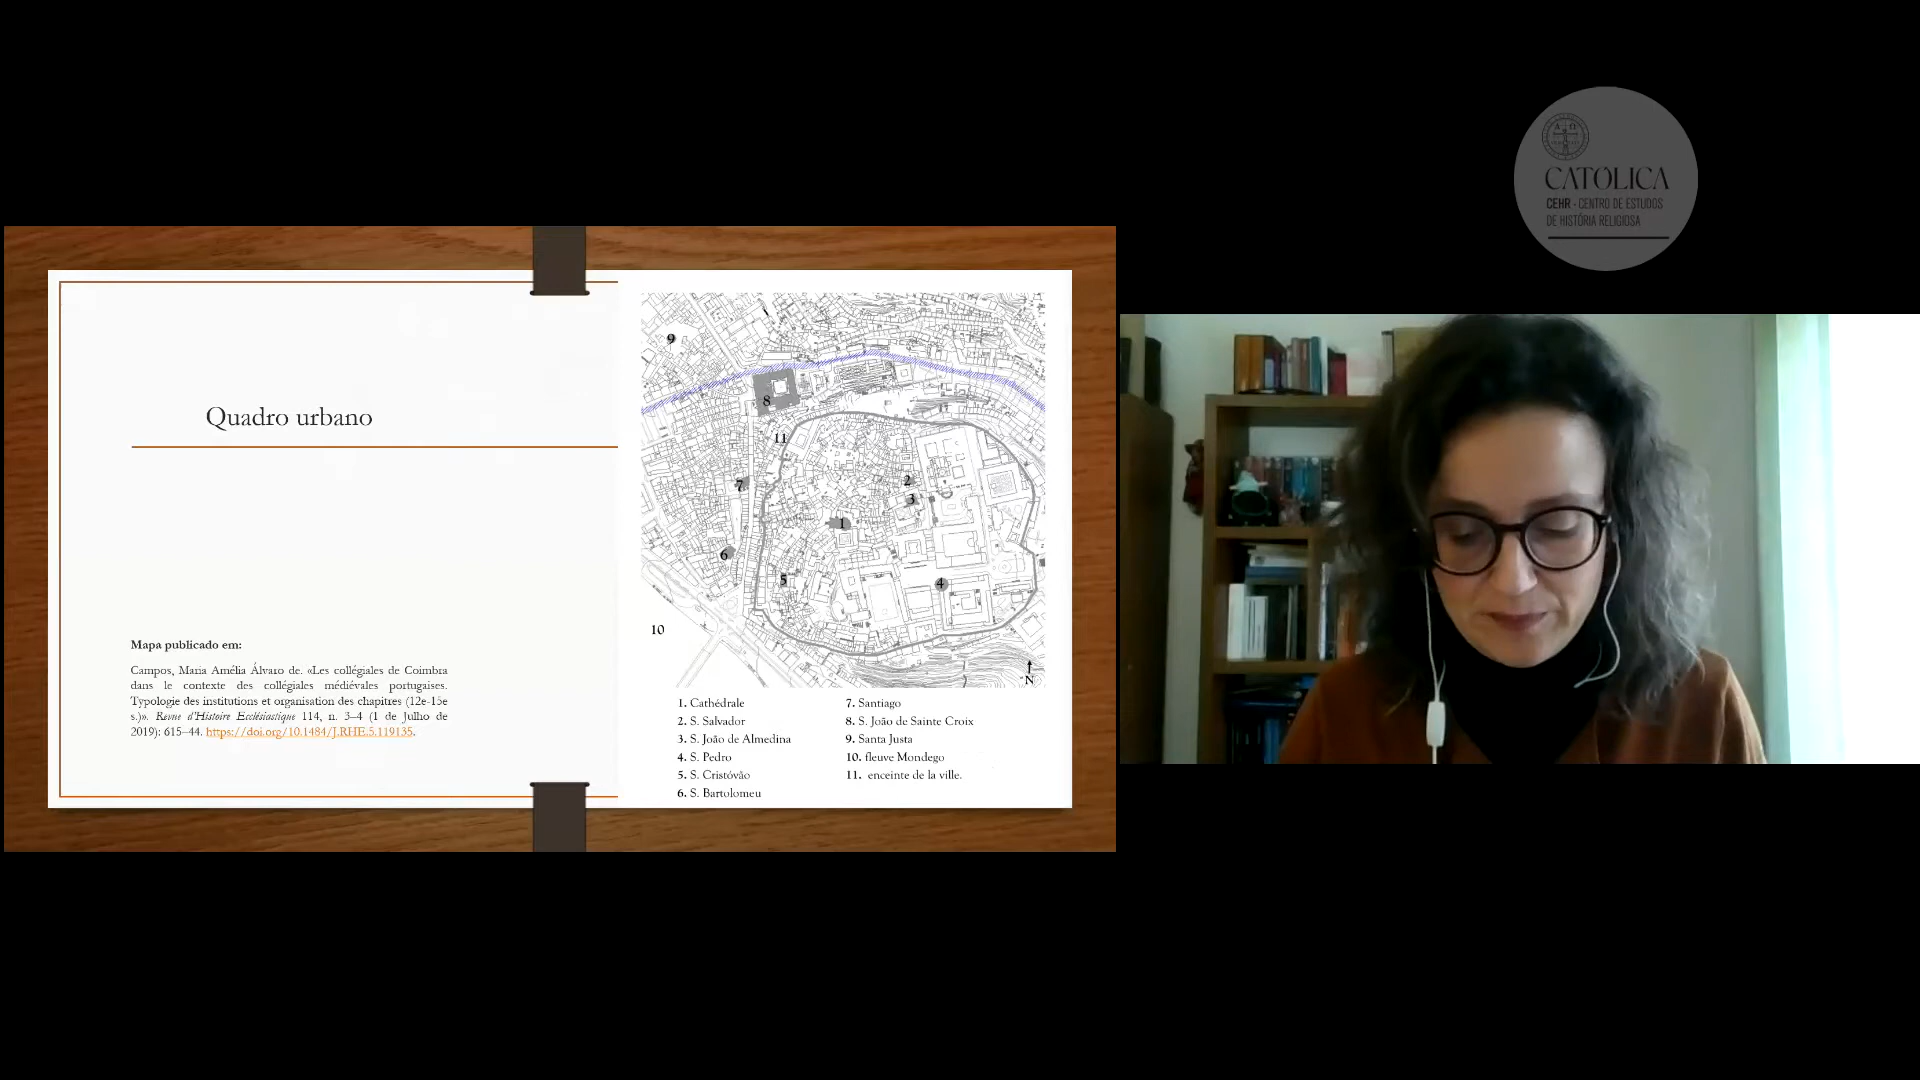 Quadro urbano
Mapa publicado em:
Campos, Maria Amélia Álvaro de. «Les collégiales de Coimbra
dans le contexte des collégiales médiévales portugaises.
Typologie des institutions et organisation des chapitres (12e-15e
s.)». Revue d'Histoire Ecclésiastique 114, n. 3–4 (1 de Julho de
2019): 615–44. https://doi.org/10.1484/J.RHE.5.119135.
9
8
11
7
2
3
1
6
5
4
10
N
1. Cathédrale
2. S. Salvador
3. S. João de Almedina
4. S. Pedro
5. S. Cristóvão
6. S. Bartolomeu
7. Santiago
8. S. João de Sainte Croix
9. Santa Justa
10. fleuve Mondego
11. enceinte de la ville.
Α Ω
CATÓLICA
CEHR - CENTRO DE ESTUDOS
DE HISTÓRIA RELIGIOSA